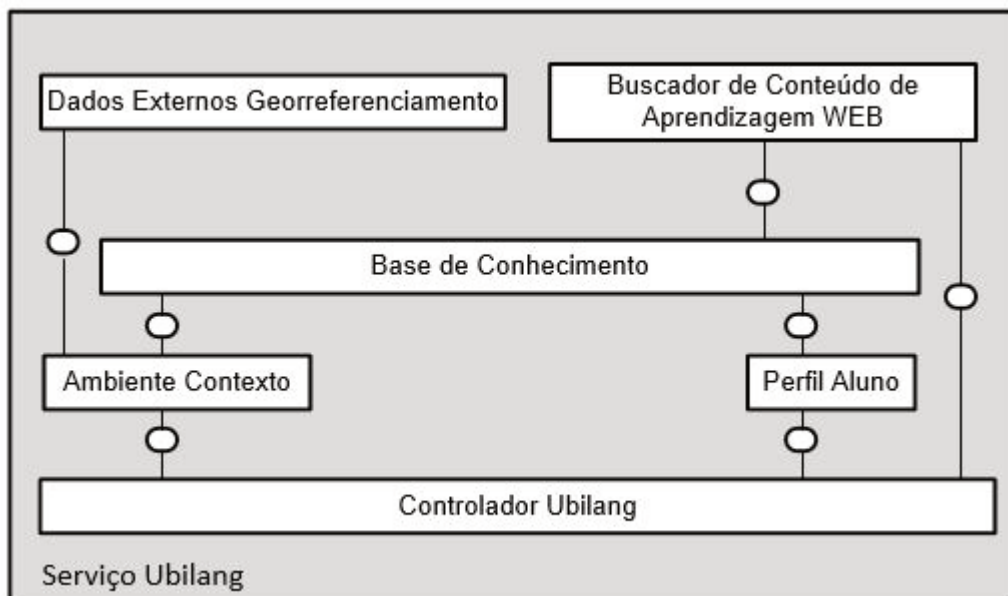 Dados Externos Georreferenciamento
Buscador de Conteúdo de
Aprendizagem WEB
Base de Conhecimento
Ambiente Contexto
Perfil Aluno
Controlador Ubilang
Serviço Ubilang